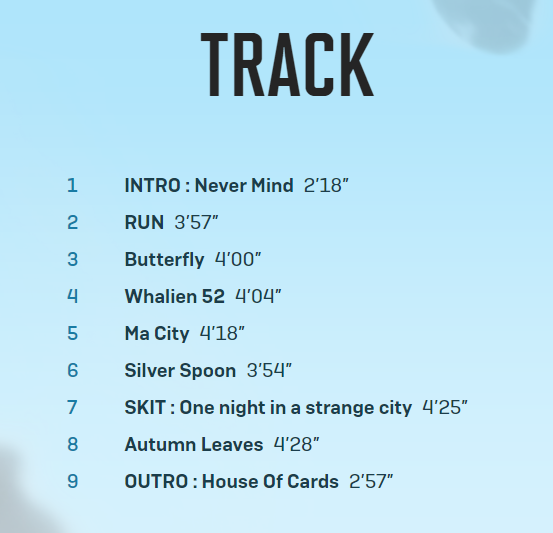 TRACK
1 INTRO : Never Mind 2'18"
2 RUN 3'57"
3 Butterfly 4'00"
4 Whalien 52 4'04"
5 Ma City 4'18"
6 Silver Spoon 3'54"
7 SKIT : One night in a strange city 4'25"
8 Autumn Leaves 4'28"
9 OUTRO : House Of Cards 2'57"